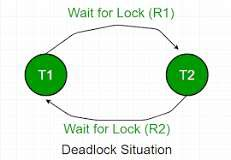 Wait for Lock (R1)
T1
T2
Wait for Lock (R2)
Deadlock Situation